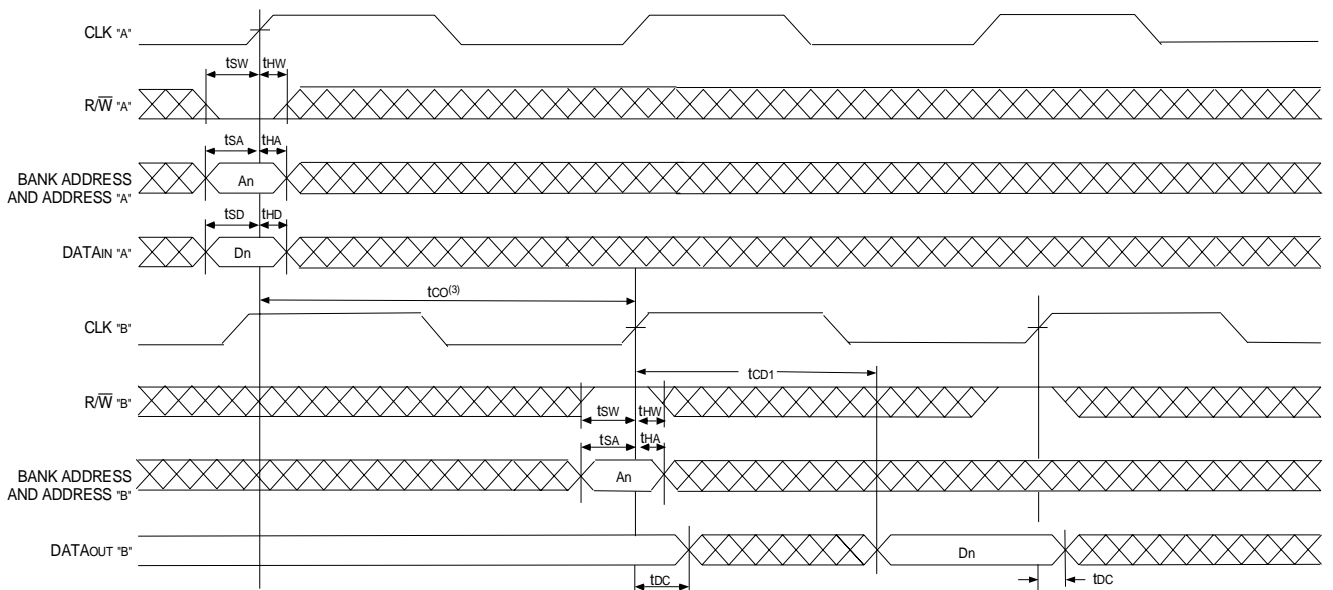 CLK "A"
tSW tHW
R/W̅ "A"
tSA tHA
BANK ADDRESS
AND ADDRESS "A"
An
tSD tHD
DATAIN "A"
Dn
tCO(3)
CLK "B"
tCD1
R/W̅ "B"
tSW tHW
tSA tHA
BANK ADDRESS
AND ADDRESS "B"
An
DATAOUT "B"
Dn
tDC
tDC